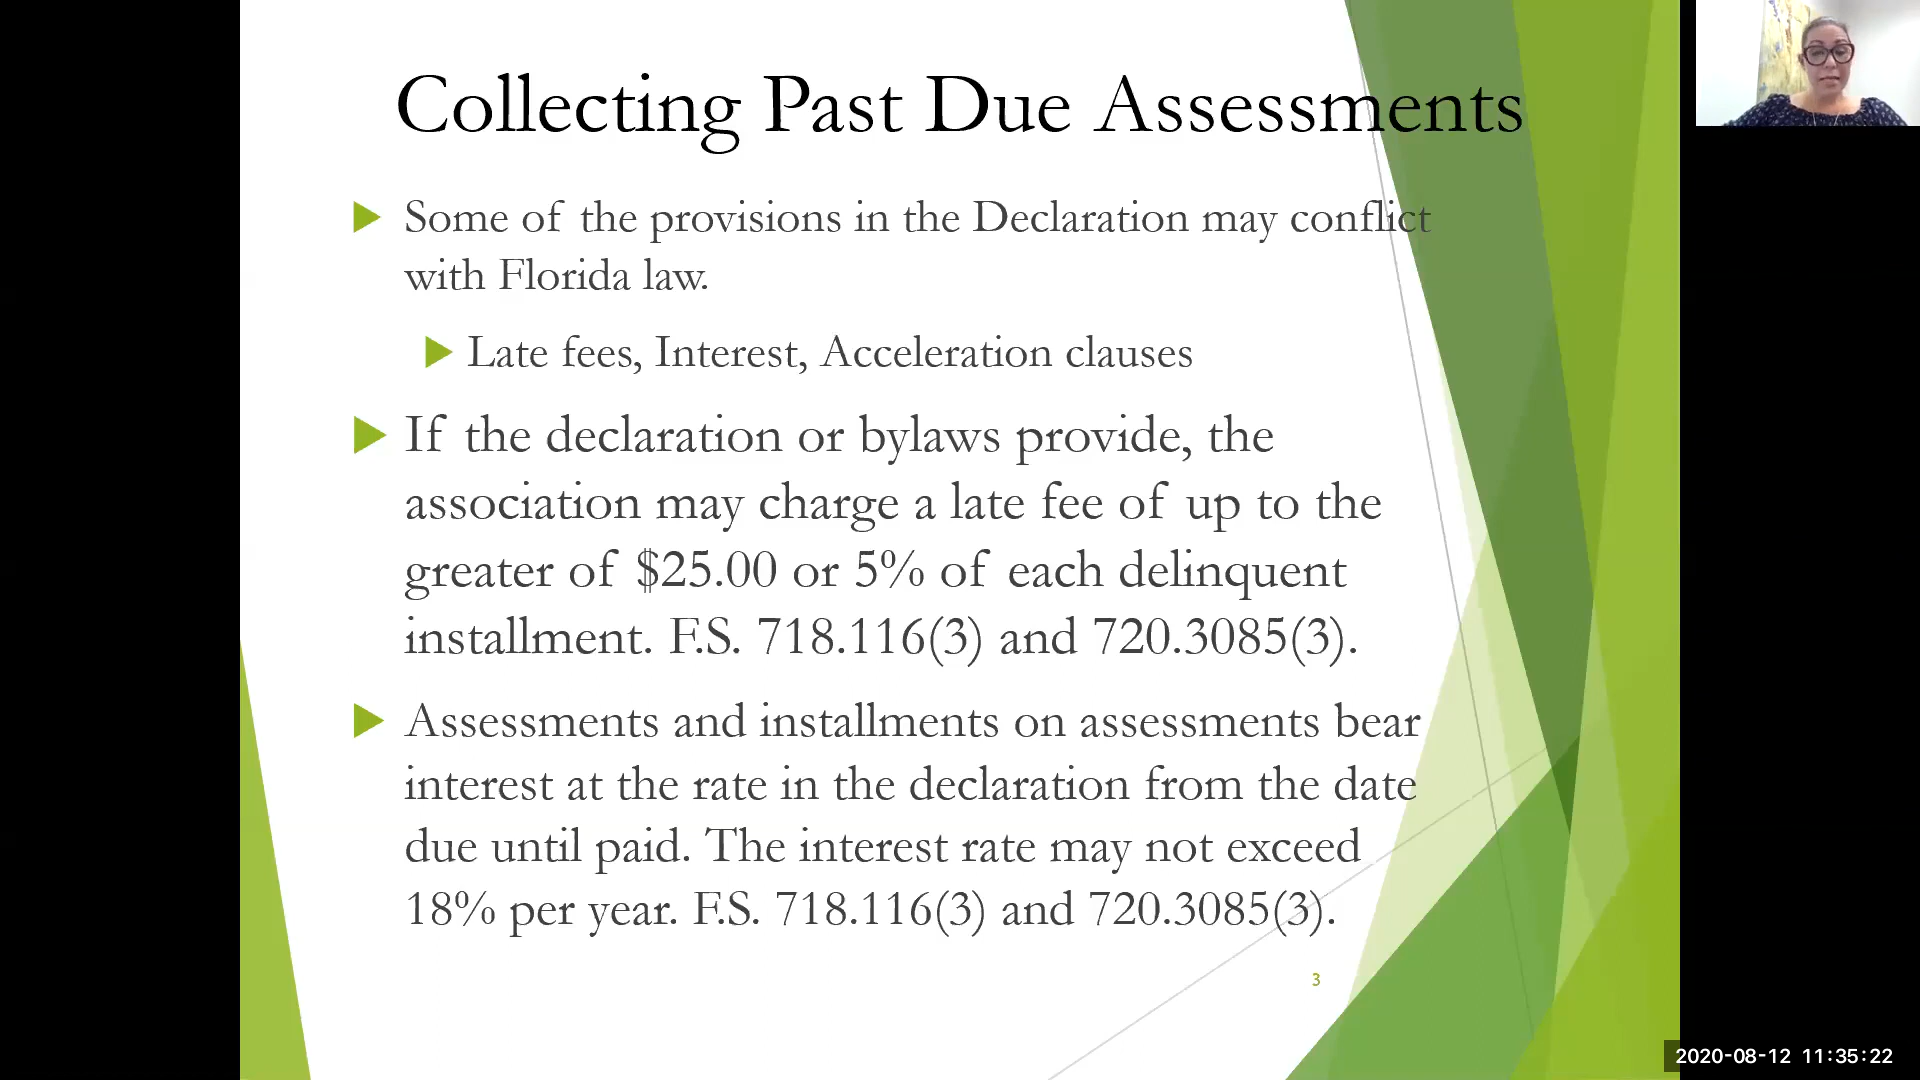 Collecting Past Due Assessments
Some of the provisions in the Declaration may conflict
with Florida law.
Late fees, Interest, Acceleration clauses
If the declaration or bylaws provide, the
association may charge a late fee of up to the
greater of $25.00 or 5% of each delinquent
installment. F.S. 718.116(3) and 720.3085(3).
Assessments and installments on assessments bear
interest at the rate in the declaration from the date
due until paid. The interest rate may not exceed
18% per year. F.S. 718.116(3) and 720.3085(3).
3
2020-08-12 11:35:22